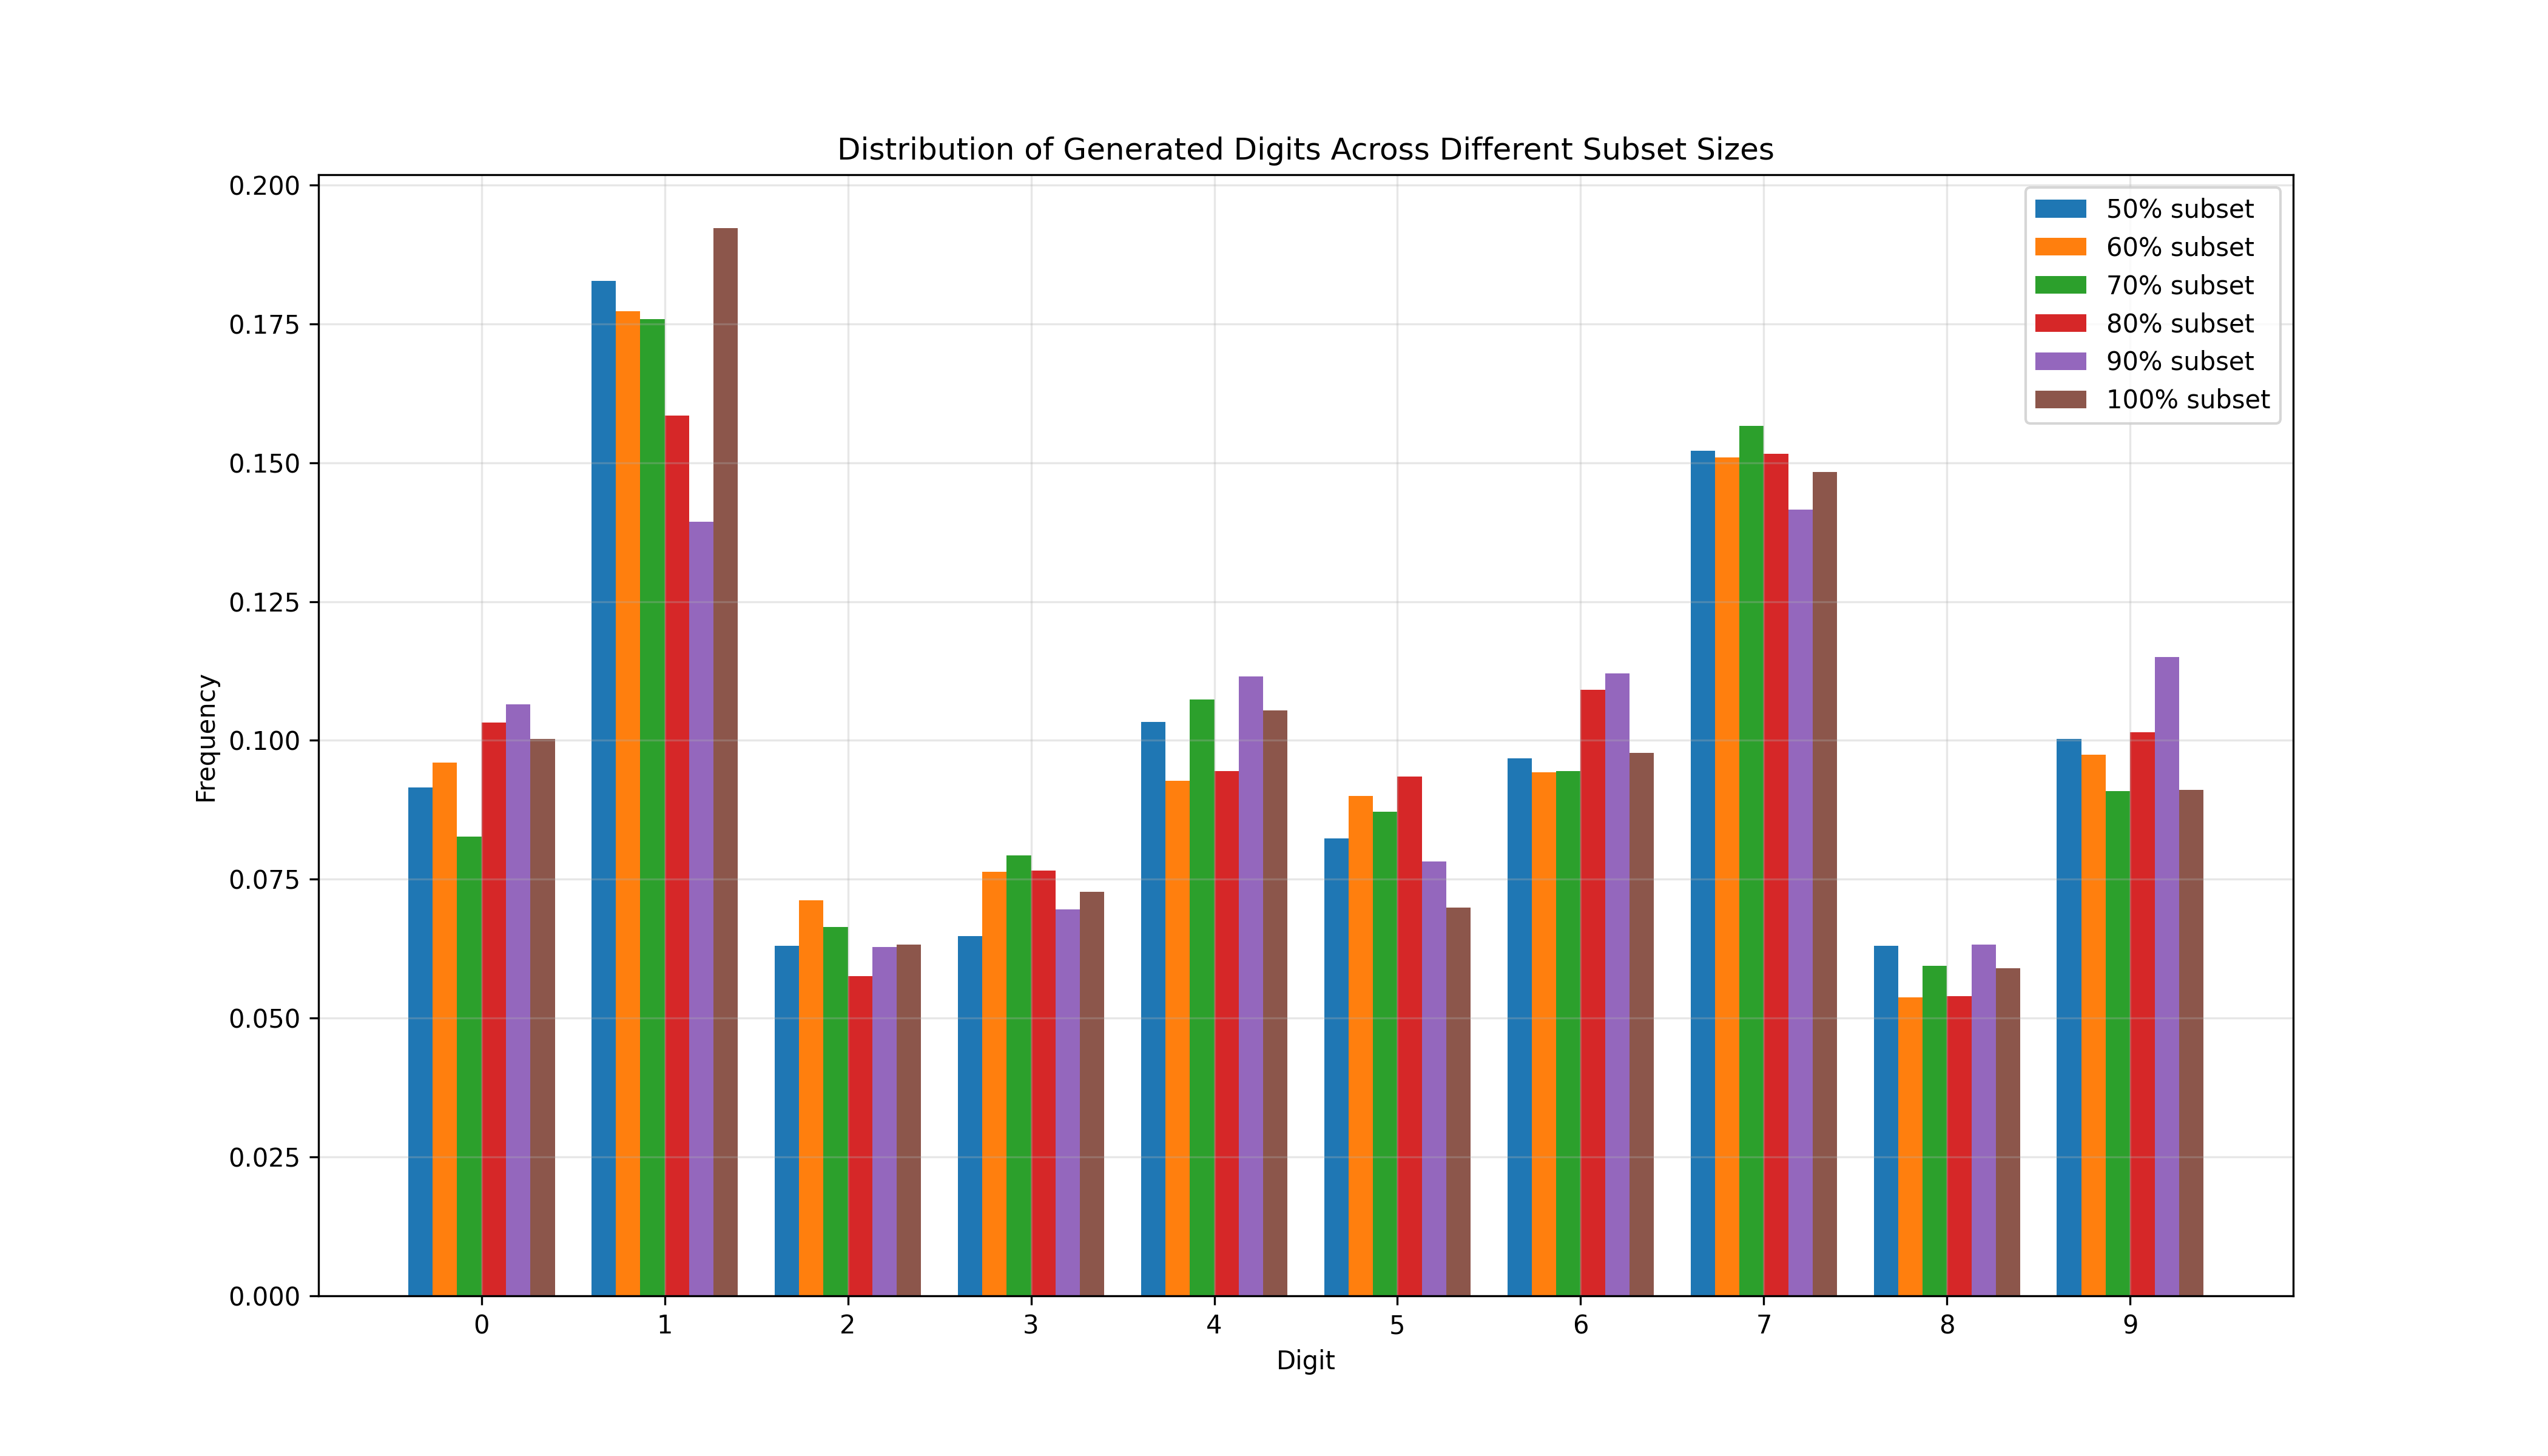 Distribution of Generated Digits Across Different Subset Sizes
0.200
0.175
0.150
0.125
0.100
0.075
0.050
0.025
0.000
Frequency
50% subset
60% subset
70% subset
80% subset
90% subset
100% subset
0 1 2 3 4 5 6 7 8 9
Digit